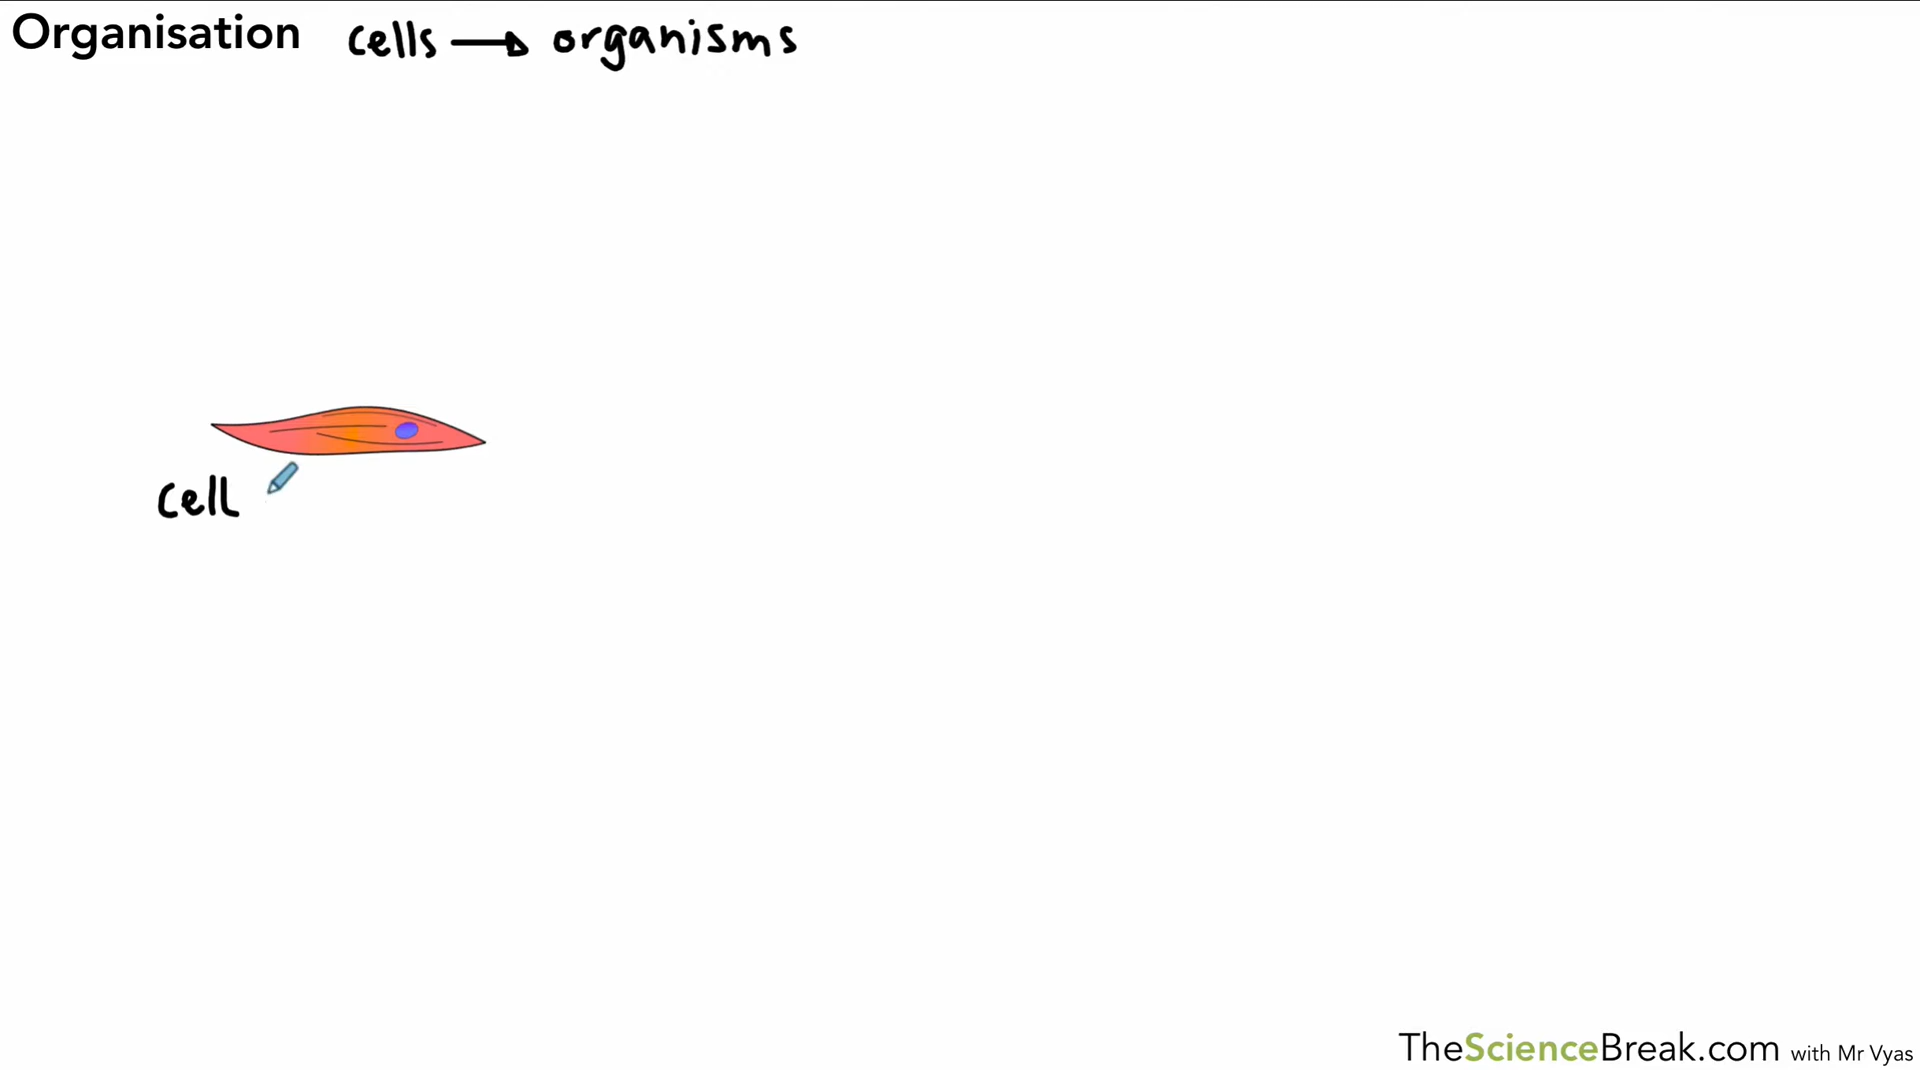 Organisation cells → organisms
cell
TheScienceBreak.com with Mr Vyas